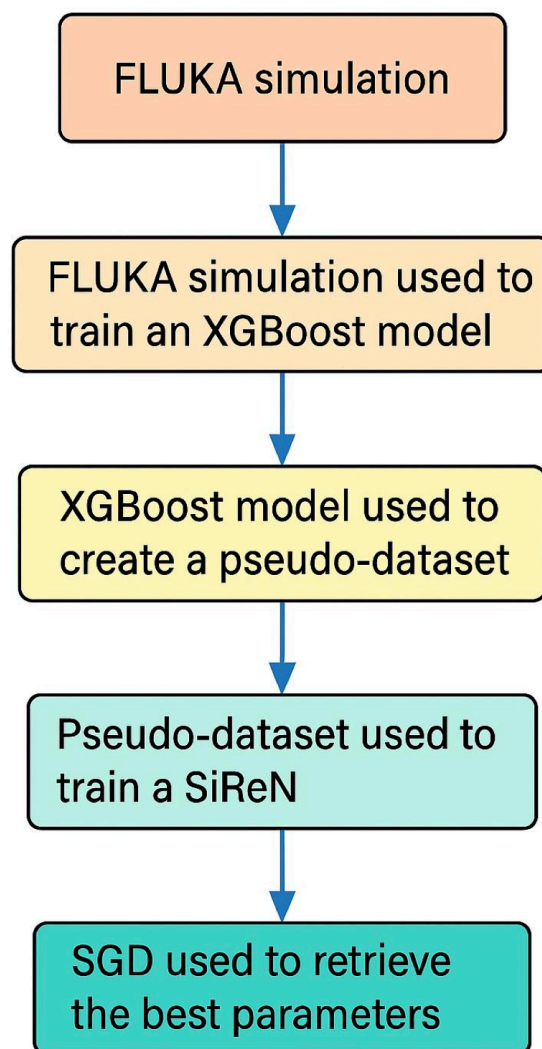 FLUKA simulation
FLUKA simulation used to
train an XGBoost model
XGBoost model used to
create a pseudo-dataset
Pseudo-dataset used to
train a SiReN
SGD used to retrieve
the best parameters